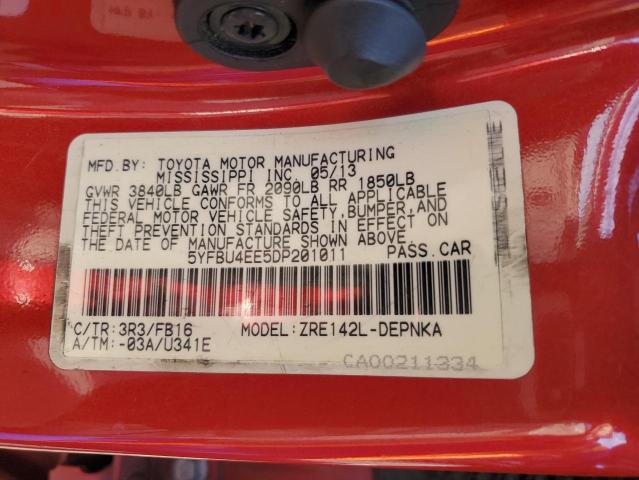 MFD. BY: TOYOTA MOTOR MANUFACTURING
MISSISSIPPI INC 05/13
GVWR 3840LB GAWR FR 2090LB RR 1850LB
THIS VEHICLE CONFORMS TO ALL APPLICABLE
FEDERAL MOTOR VEHICLE SAFETY,BUMPER,AND
THEFT PREVENTION STANDARDS IN EFFECT ON
THE DATE OF MANUFACTURE SHOWN ABOVE.
5YFBU4EE5DP201011 PASS.CAR
C/TR:3R3/FB16 MODEL:ZRE142L-DEPNKA
A/TM:-03A/U341E
CA00211334